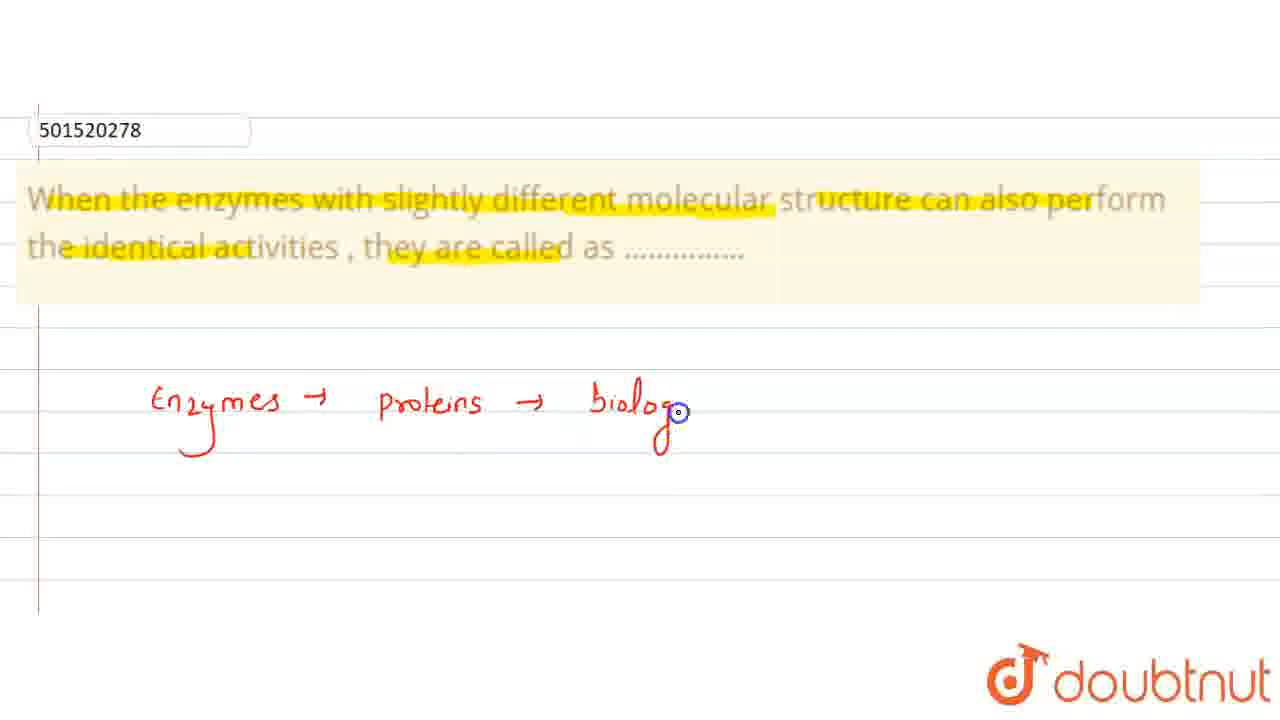 501520278
When the enzymes with slightly different molecular structure can also perform
the identical activities , they are called as ...............
Enzymes → proteins → biolog
doubtnut